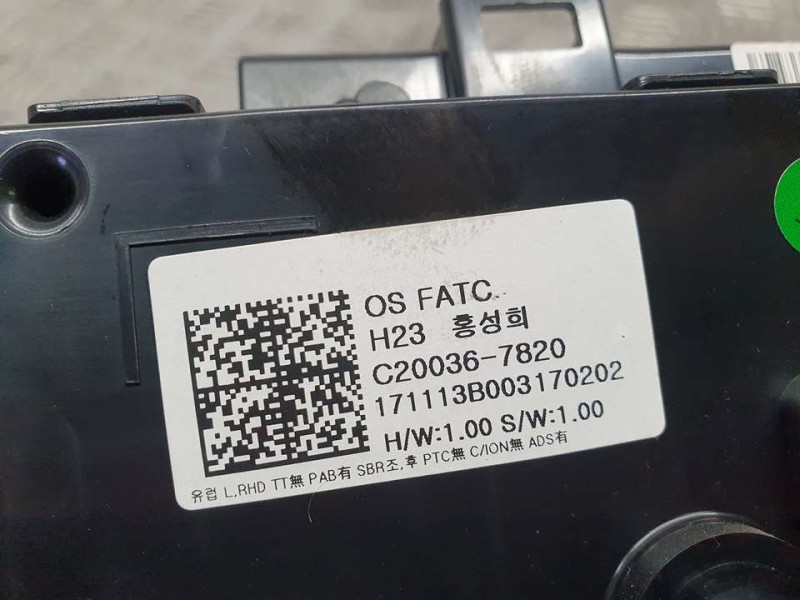 OS FATC
H23 홍성희
C20036-7820
171113B003170202
H/W:1.00 S/W:1.00
유럽 L,RHD TT無 PAB有 SBR조,후 PTC無 C/ION無 ADS有